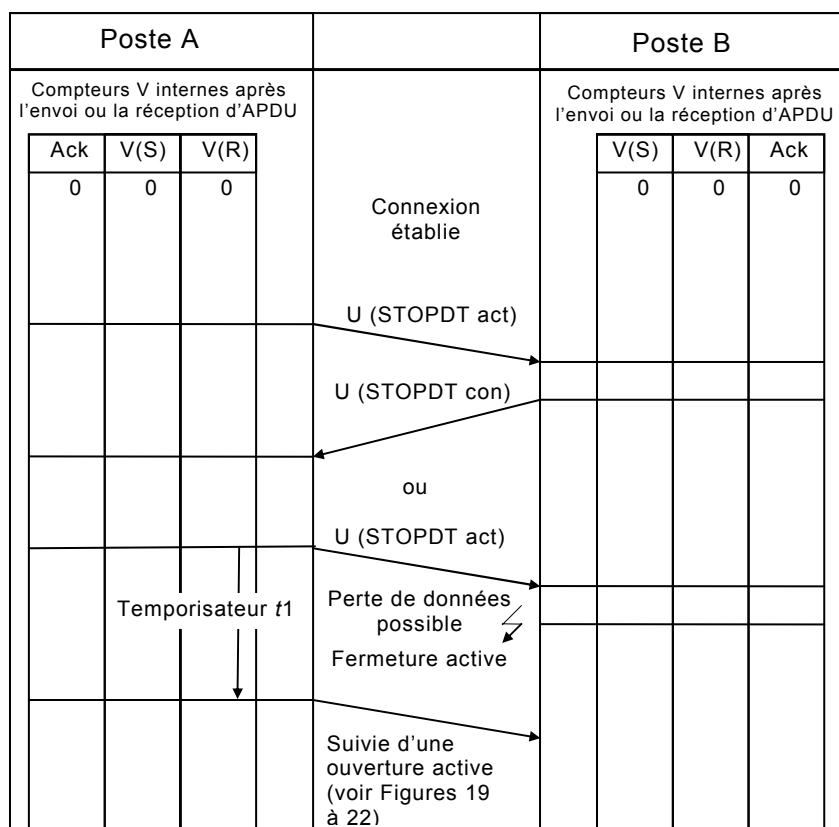 Poste A
Poste B
Compteurs V internes après
l'envoi ou la réception d'APDU
Compteurs V internes après
l'envoi ou la réception d'APDU
Ack V(S) V(R)
V(S) V(R) Ack
0 0 0
0 0 0
Connexion
établie
U (STOPDT act)
U (STOPDT con)
ou
U (STOPDT act)
Temporisateur t1
Perte de données
possible
Fermeture active
Suivie d'une
ouverture active
(voir Figures 19
à 22)